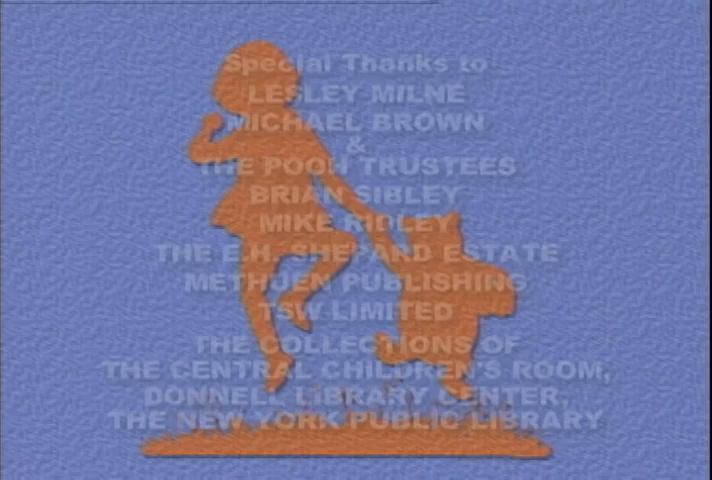 Special Thanks to
LESLEY MILNE
MICHAEL BROWN
&
THE POOH TRUSTEES
BRIAN SIBLEY
MIKE RIDLEY
THE E.H. SHEPARD ESTATE
METHUEN PUBLISHING
TSW LIMITED
THE COLLECTIONS OF
THE CENTRAL CHILDREN'S ROOM,
DONNELL LIBRARY CENTER,
THE NEW YORK PUBLIC LIBRARY